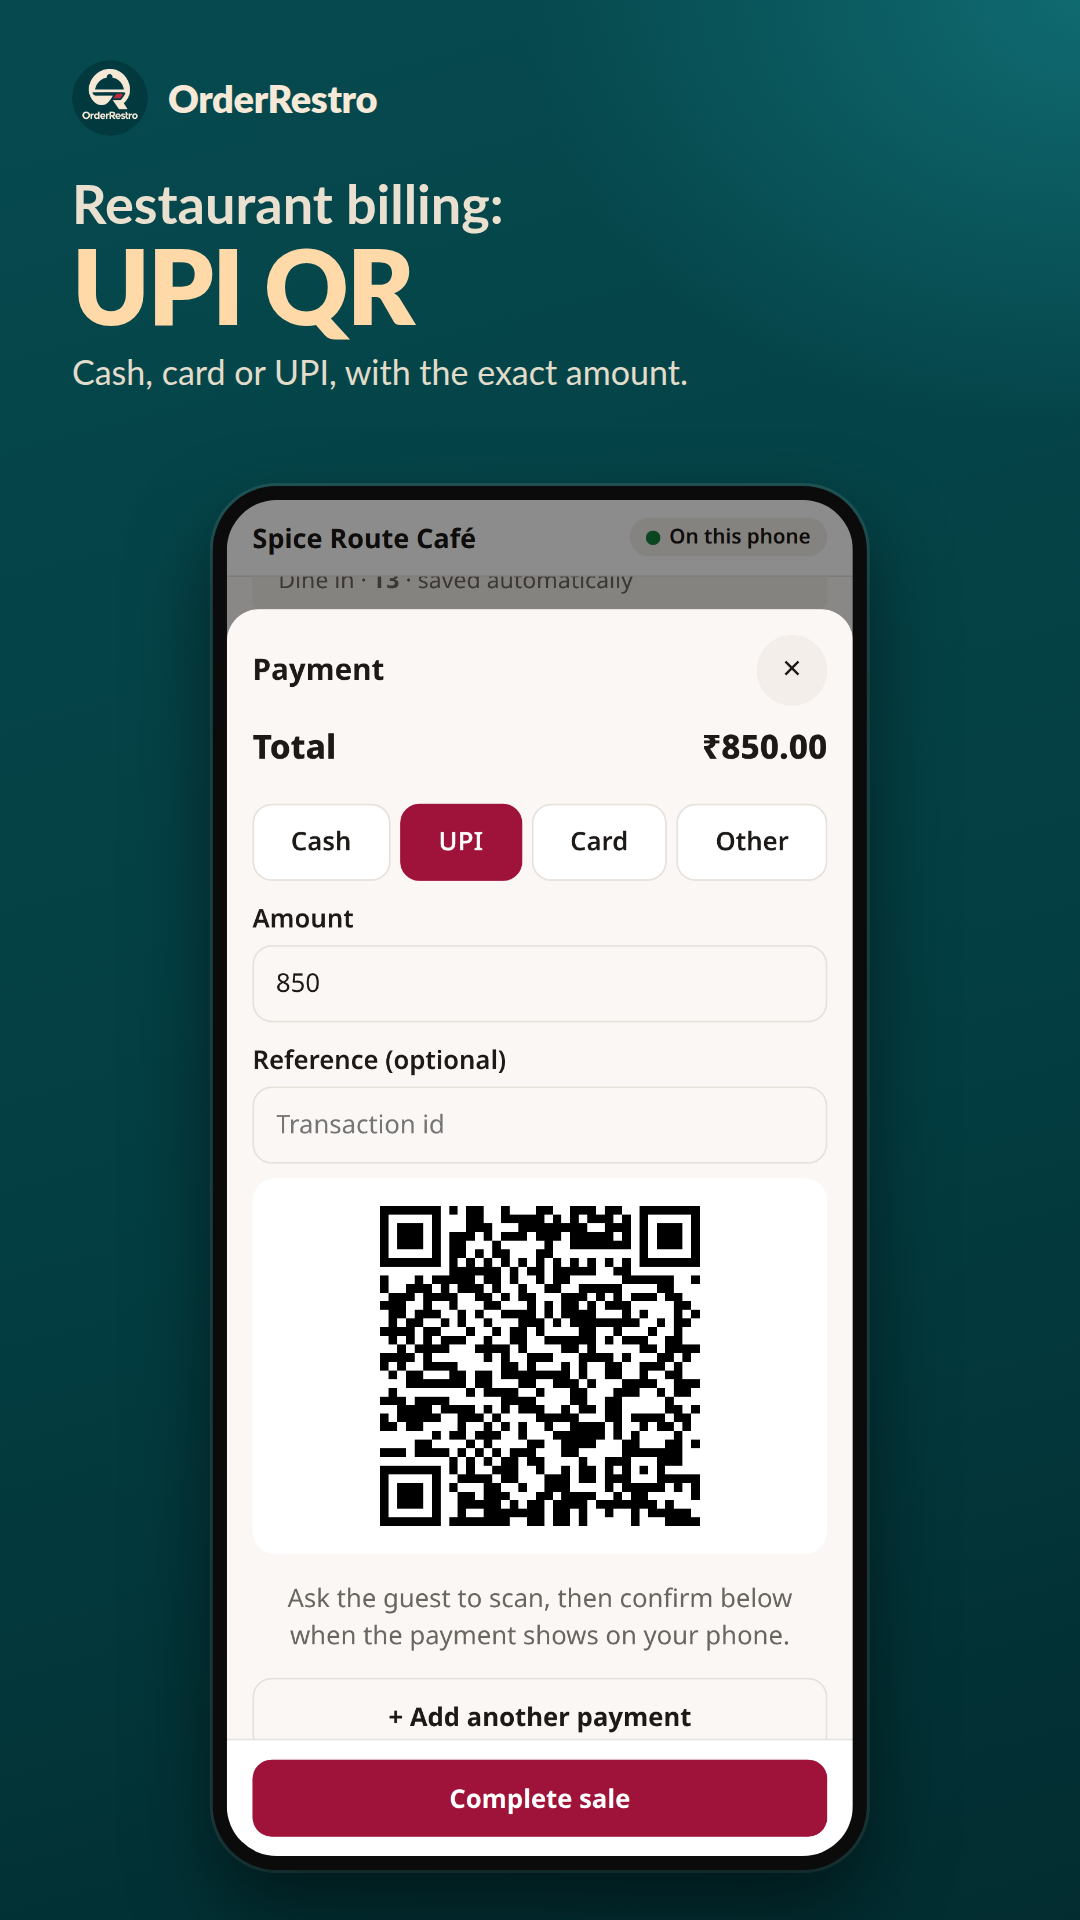 OrderRestro
OrderRestro
Restaurant billing:
UPI QR
Cash, card or UPI, with the exact amount.
Spice Route Café
On this phone
Dine in · 13 · saved automatically
Payment
×
Total
₹850.00
Cash
UPI
Card
Other
Amount
850
Reference (optional)
Transaction id
Ask the guest to scan, then confirm below
when the payment shows on your phone.
+ Add another payment
Complete sale